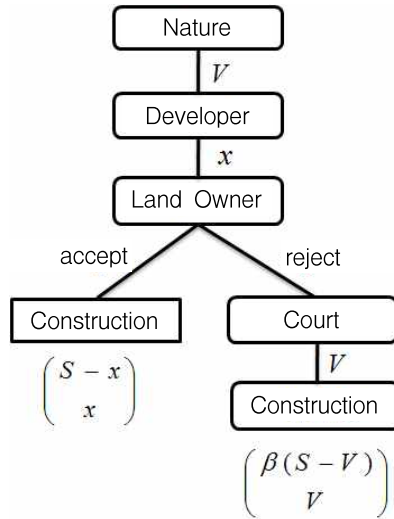 Nature
V
Developer
x
Land Owner
accept
reject
Construction
Court
S - x
x
V
Construction
β (S - V)
V